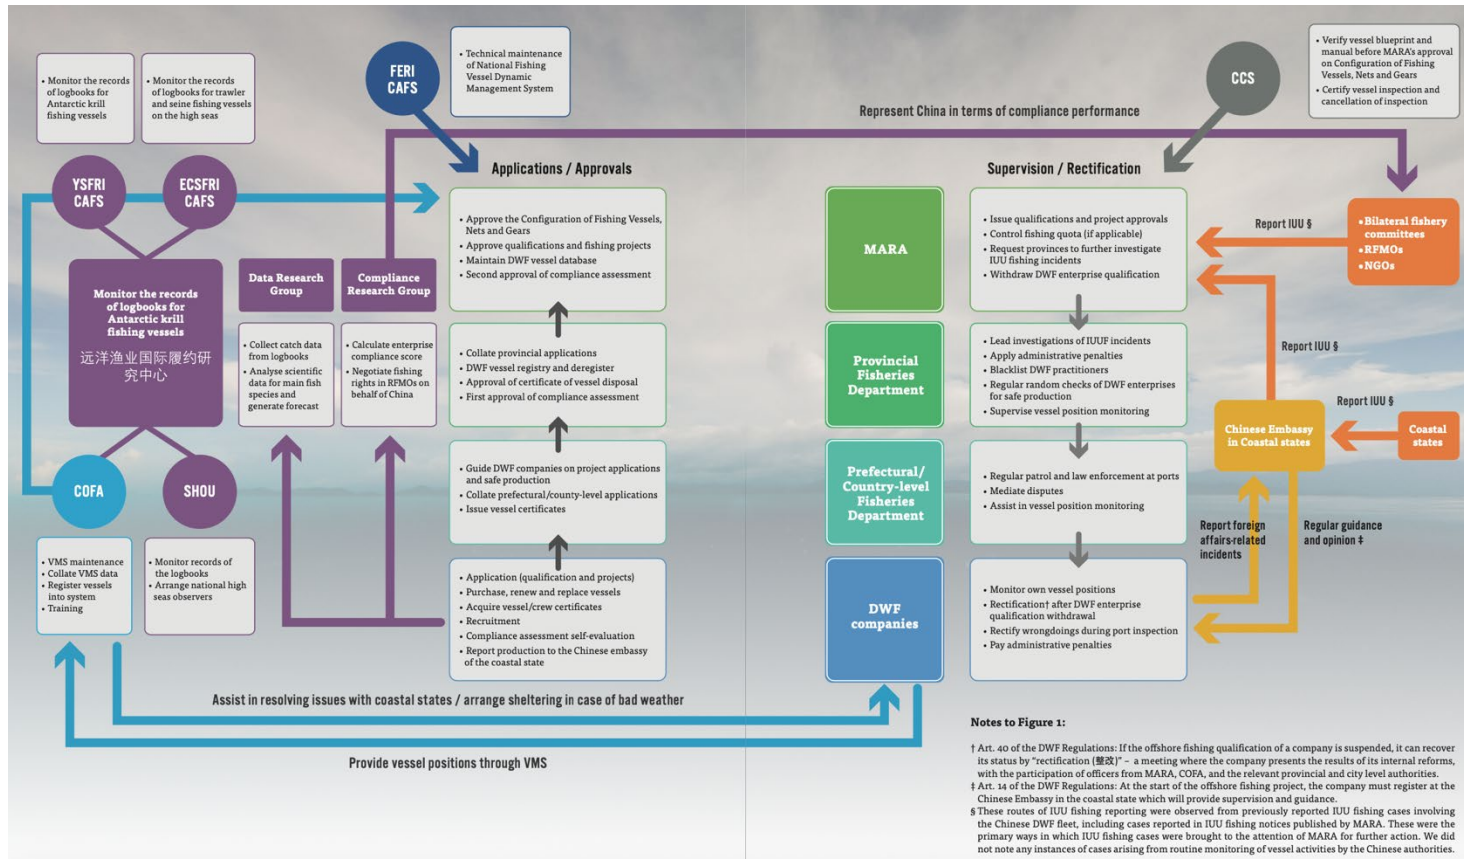 • Monitor the records
of logbooks for
Antarctic krill
fishing vessels
• Monitor the records
of logbooks for trawler
and seine fishing vessels
on the high seas
FERI
CAFS
• Technical maintenance
of National Fishing
Vessel Dynamic
Management System
CCS
• Verify vessel blueprint and
manual before MARA's approval
on Configuration of Fishing
Vessels, Nets and Gears
• Certify vessel inspection and
cancellation of inspection
Represent China in terms of compliance performance
YSFRI
CAFS
ECSFRI
CAFS
Applications / Approvals
Supervision / Rectification
• Approve the Configuration of Fishing Vessels,
Nets and Gears
• Approve qualifications and fishing projects
• Maintain DWF vessel database
• Second approval of compliance assessment
MARA
• Issue qualifications and project approvals
• Control fishing quota (if applicable)
• Request provinces to further investigate
IUU fishing incidents
• Withdraw DWF enterprise qualification
Report IUU §
• Bilateral fishery
committees
• RFMOs
• NGOs
Monitor the records
of logbooks for
Antarctic krill
fishing vessels
远洋渔业国际履约研
究中心
Data Research
Group
Compliance
Research Group
• Collect catch data
from logbooks
• Analyse scientific
data for main fish
species and
generate forecast
• Calculate enterprise
compliance score
• Negotiate fishing
rights in RFMOs on
behalf of China
• Collate provincial applications
• DWF vessel registry and deregister
• Approval of certificate of vessel disposal
• First approval of compliance assessment
Provincial
Fisheries
Department
• Lead investigations of IUUF incidents
• Apply administrative penalties
• Blacklist DWF practitioners
• Regular random checks of DWF enterprises
for safe production
• Supervise vessel position monitoring
Report IUU §
Report IUU §
Chinese Embassy
in Coastal states
Coastal
states
COFA
SHOU
• Guide DWF companies on project applications
and safe production
• Collate prefectural/county-level applications
• Issue vessel certificates
Prefectural/
Country-level
Fisheries
Department
• Regular patrol and law enforcement at ports
• Mediate disputes
• Assist in vessel position monitoring
Report foreign
affairs-related
incidents
Regular guidance
and opinion ‡
• VMS maintenance
• Collate VMS data
• Register vessels
into system
• Training
• Monitor records of
the logbooks
• Arrange national high
seas observers
• Application (qualification and projects)
• Purchase, renew and replace vessels
• Acquire vessel/crew certificates
• Recruitment
• Compliance assessment self-evaluation
• Report production to the Chinese embassy
of the coastal state
DWF
companies
• Monitor own vessel positions
• Rectification† after DWF enterprise
qualification withdrawal
• Rectify wrongdoings during port inspection
• Pay administrative penalties
Assist in resolving issues with coastal states / arrange sheltering in case of bad weather
Provide vessel positions through VMS
Notes to Figure 1:
† Art. 40 of the DWF Regulations: If the offshore fishing qualification of a company is suspended, it can recover
its status by "rectification (整改)" – a meeting where the company presents the results of its internal reforms,
with the participation of officers from MARA, COFA, and the relevant provincial and city level authorities.
‡ Art. 14 of the DWF Regulations: At the start of the offshore fishing project, the company must register at the
Chinese Embassy in the coastal state which will provide supervision and guidance.
§ These routes of IUU fishing reporting were observed from previously reported IUU fishing cases involving
the Chinese DWF fleet, including cases reported in IUU fishing notices published by MARA. These were the
primary ways in which IUU fishing cases were brought to the attention of MARA for further action. We did
not note any instances of cases arising from routine monitoring of vessel activities by the Chinese authorities.